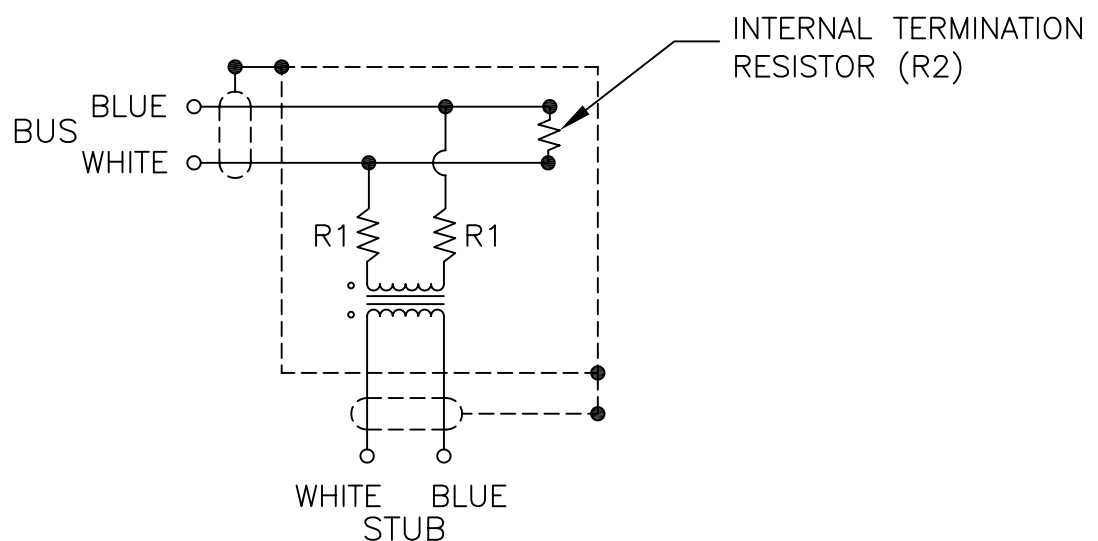 INTERNAL TERMINATION
RESISTOR (R2)
BLUE
BUS
WHITE
R1
R1
WHITE BLUE
STUB